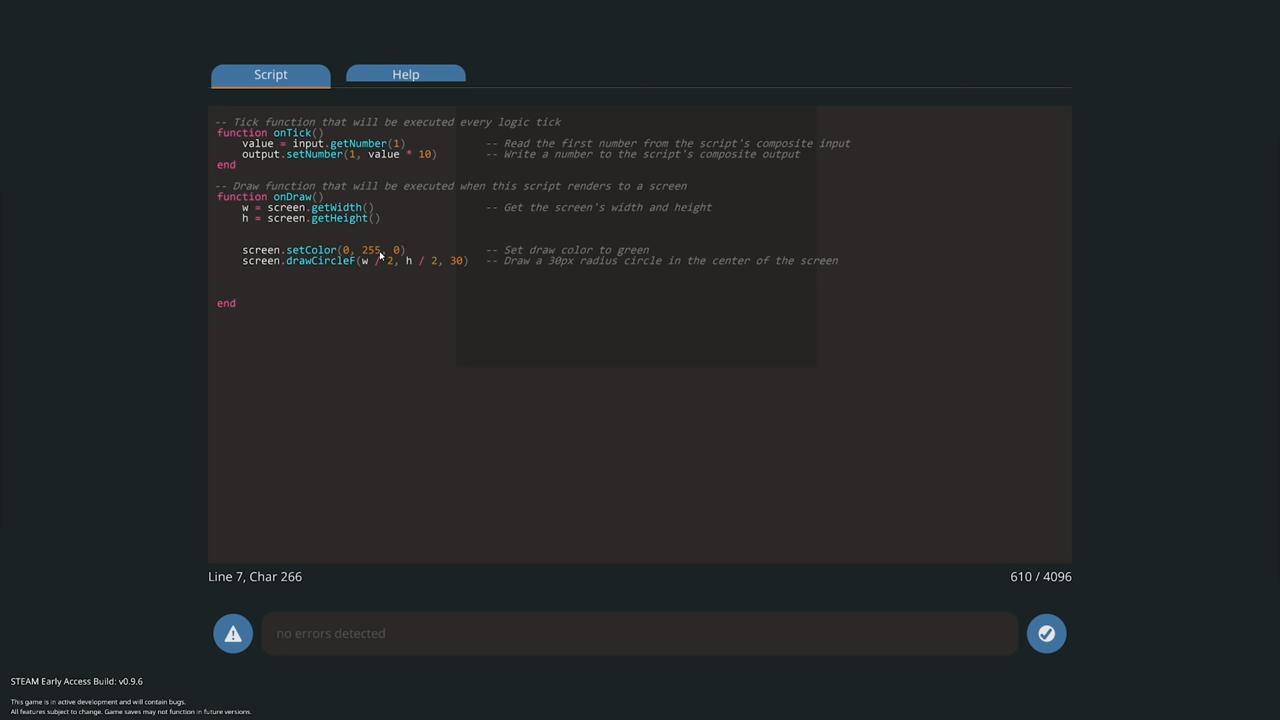 Script
Help
-- Tick function that will be executed every logic tick
function onTick()
value = input.getNumber(1) -- Read the first number from the script's composite input
output.setNumber(1, value * 10) -- Write a number to the script's composite output
end
-- Draw function that will be executed when this script renders to a screen
function onDraw()
w = screen.getWidth() -- Get the screen's width and height
h = screen.getHeight()
screen.setColor(0, 255, 0) -- Set draw color to green
screen.drawCircleF(w / 2, h / 2, 30) -- Draw a 30px radius circle in the center of the screen
end
Line 7, Char 266
610 / 4096
no errors detected
STEAM Early Access Build: v0.9.6
This game is in active development and will contain bugs.
All features subject to change. Game saves may not function in future versions.